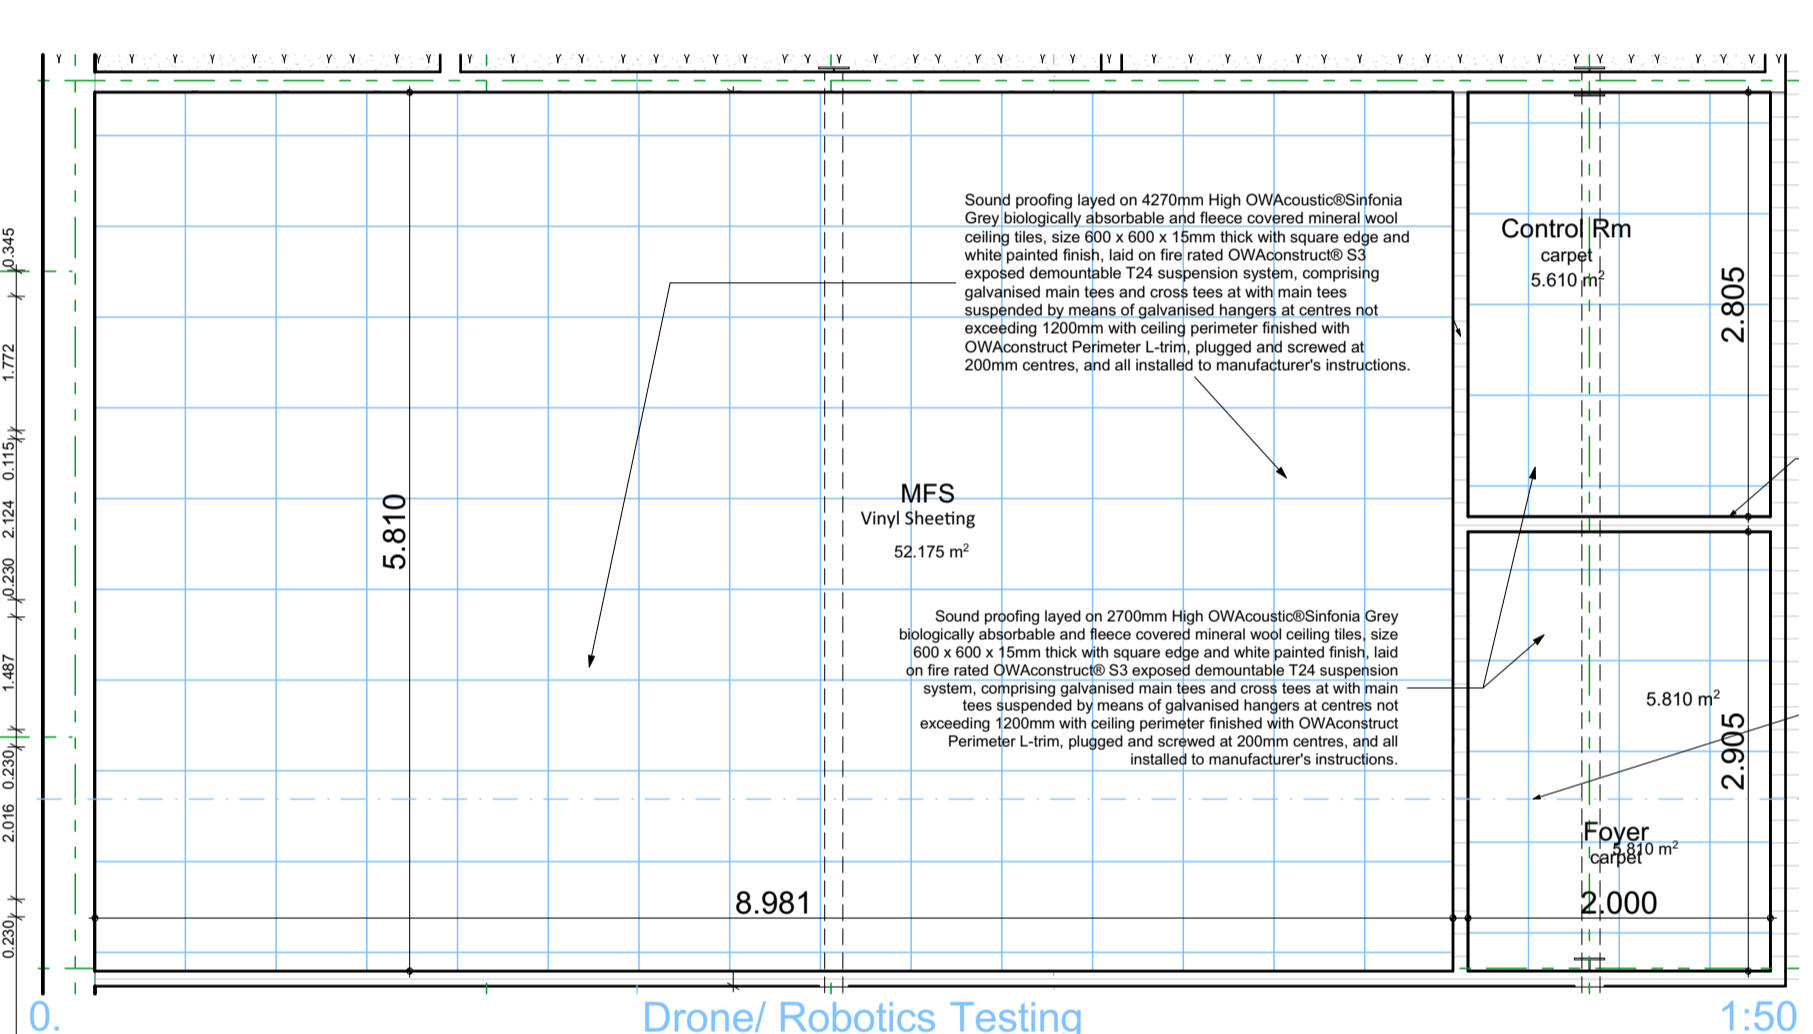 Sound proofing layed on 4270mm High OWAcoustic®Sinfonia
Grey biologically absorbable and fleece covered mineral wool
ceiling tiles, size 600 x 600 x 15mm thick with square edge and
white painted finish, laid on fire rated OWAconstruct® S3
exposed demountable T24 suspension system, comprising
galvanised main tees and cross tees at with main tees
suspended by means of galvanised hangers at centres not
exceeding 1200mm with ceiling perimeter finished with
OWAconstruct Perimeter L-trim, plugged and screwed at
200mm centres, and all installed to manufacturer's instructions.
Control Rm
carpet
5.610 m²
2.805
0.345
1.772
0.115
2.124
0.230
1.487
0.230
2.016
0.230
5.810
MFS
Vinyl Sheeting
52.175 m²
Sound proofing layed on 2700mm High OWAcoustic®Sinfonia Grey
biologically absorbable and fleece covered mineral wool ceiling tiles, size
600 x 600 x 15mm thick with square edge and white painted finish, laid
on fire rated OWAconstruct® S3 exposed demountable T24 suspension
system, comprising galvanised main tees and cross tees at with main
tees suspended by means of galvanised hangers at centres not
exceeding 1200mm with ceiling perimeter finished with OWAconstruct
Perimeter L-trim, plugged and screwed at 200mm centres, and all
installed to manufacturer's instructions.
5.810 m²
2.905
Foyer
5.810 m²
carpet
8.981
2.000
0.
Drone/ Robotics Testing
1:50